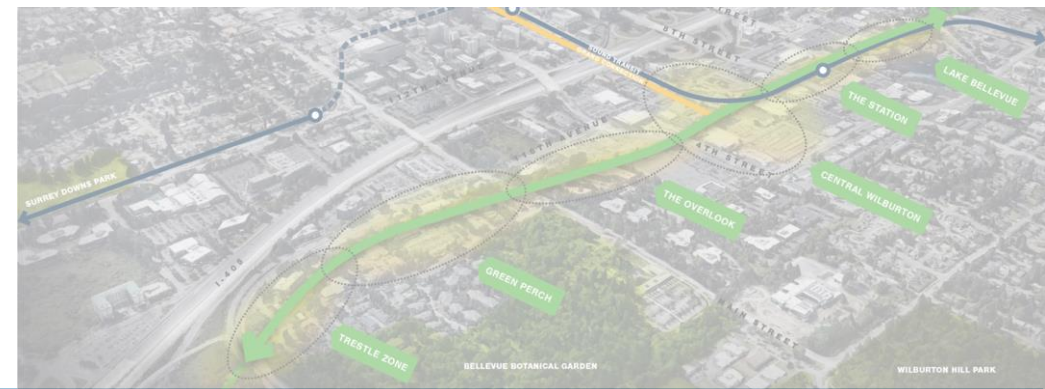 STREET
8TH STREET
SOUND TRANSIT
112TH AVENUE
LAKE BELLEVUE
THE STATION
116TH AVENUE
4TH STREET
SURREY DOWNS PARK
CENTRAL WILBURTON
THE OVERLOOK
I-405
GREEN PERCH
MAIN STREET
TRESTLE ZONE
BELLEVUE BOTANICAL GARDEN
WILBURTON HILL PARK